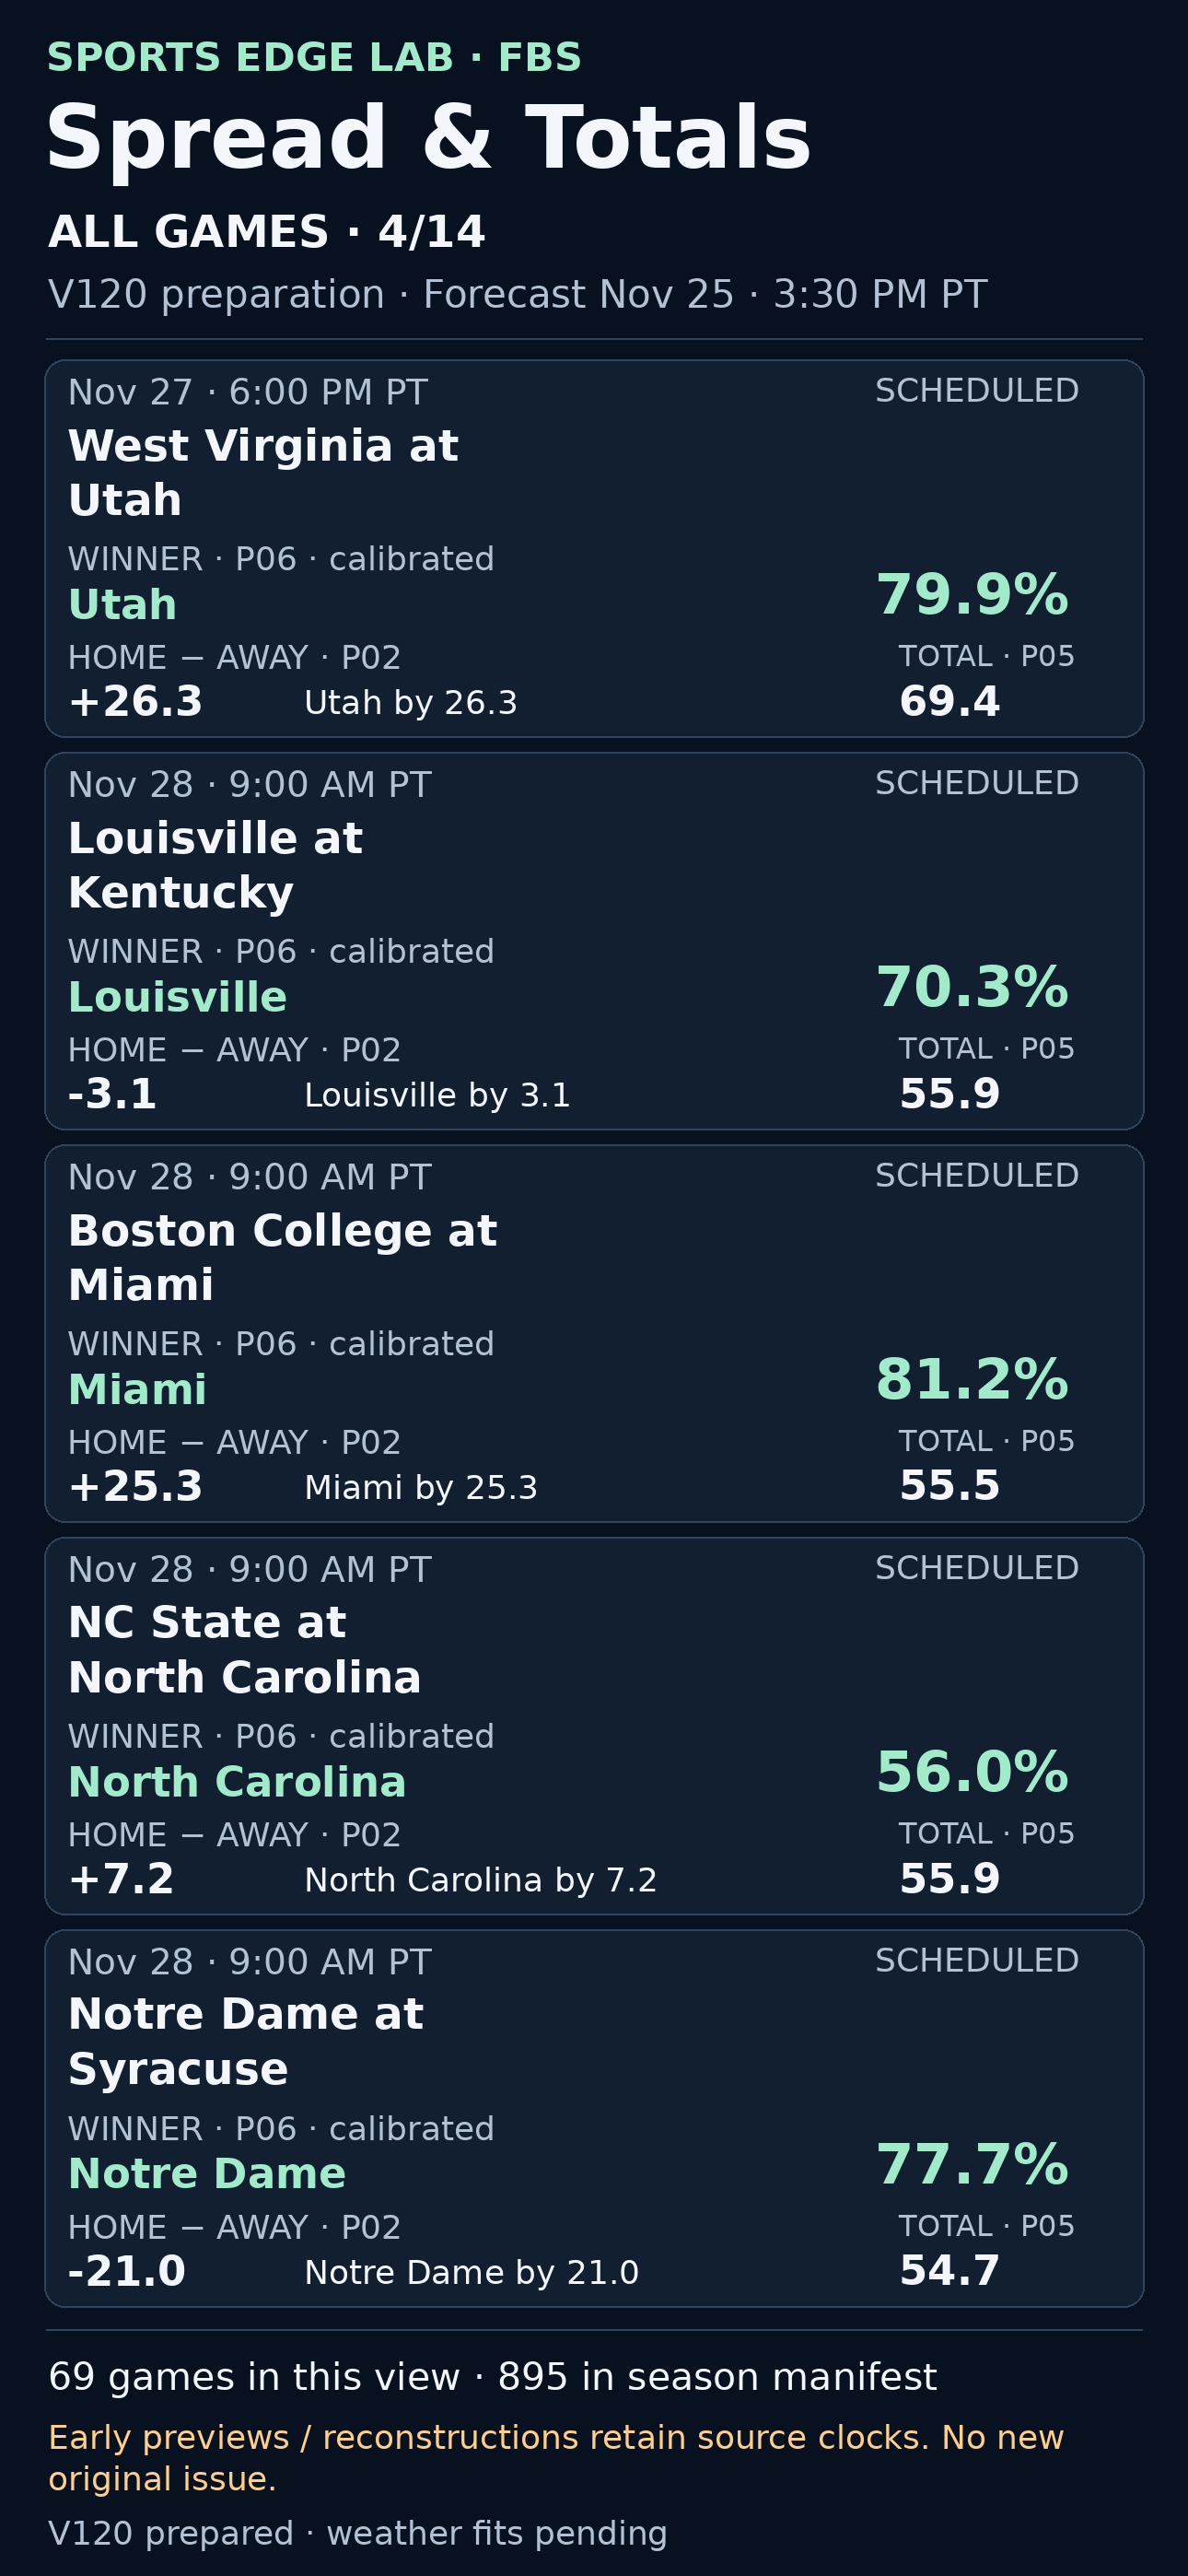 SPORTS EDGE LAB · FBS
Spread & Totals
ALL GAMES · 4/14
V120 preparation · Forecast Nov 25 · 3:30 PM PT
Nov 27 · 6:00 PM PT SCHEDULED
West Virginia at
Utah
WINNER · P06 · calibrated
Utah 79.9%
HOME − AWAY · P02 TOTAL · P05
+26.3 Utah by 26.3 69.4
Nov 28 · 9:00 AM PT SCHEDULED
Louisville at
Kentucky
WINNER · P06 · calibrated
Louisville 70.3%
HOME − AWAY · P02 TOTAL · P05
-3.1 Louisville by 3.1 55.9
Nov 28 · 9:00 AM PT SCHEDULED
Boston College at
Miami
WINNER · P06 · calibrated
Miami 81.2%
HOME − AWAY · P02 TOTAL · P05
+25.3 Miami by 25.3 55.5
Nov 28 · 9:00 AM PT SCHEDULED
NC State at
North Carolina
WINNER · P06 · calibrated
North Carolina 56.0%
HOME − AWAY · P02 TOTAL · P05
+7.2 North Carolina by 7.2 55.9
Nov 28 · 9:00 AM PT SCHEDULED
Notre Dame at
Syracuse
WINNER · P06 · calibrated
Notre Dame 77.7%
HOME − AWAY · P02 TOTAL · P05
-21.0 Notre Dame by 21.0 54.7
69 games in this view · 895 in season manifest
Early previews / reconstructions retain source clocks. No new
original issue.
V120 prepared · weather fits pending